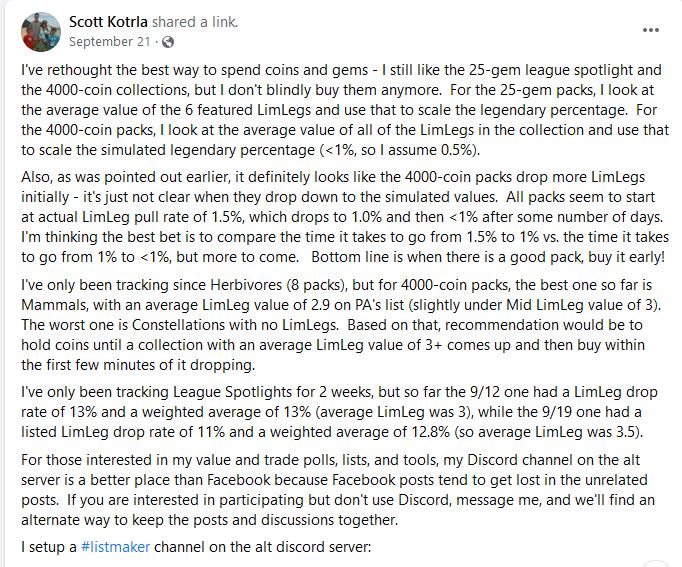 Scott Kotrla shared a link.
September 21 ·
I've rethought the best way to spend coins and gems - I still like the 25-gem league spotlight and
the 4000-coin collections, but I don't blindly buy them anymore.  For the 25-gem packs, I look at
the average value of the 6 featured LimLegs and use that to scale the legendary percentage.  For
the 4000-coin packs, I look at the average value of all of the LimLegs in the collection and use that
to scale the simulated legendary percentage (<1%, so I assume 0.5%).
Also, as was pointed out earlier, it definitely looks like the 4000-coin packs drop more LimLegs
initially - it's just not clear when they drop down to the simulated values.  All packs seem to start
at actual LimLeg pull rate of 1.5%, which drops to 1.0% and then <1% after some number of days.
I'm thinking the best bet is to compare the time it takes to go from 1.5% to 1% vs. the time it takes
to go from 1% to <1%, but more to come.   Bottom line is when there is a good pack, buy it early!
I've only been tracking since Herbivores (8 packs), but for 4000-coin packs, the best one so far is
Mammals, with an average LimLeg value of 2.9 on PA's list (slightly under Mid LimLeg value of 3).
The worst one is Constellations with no LimLegs.  Based on that, recommendation would be to
hold coins until a collection with an average LimLeg value of 3+ comes up and then buy within
the first few minutes of it dropping.
I've only been tracking League Spotlights for 2 weeks, but so far the 9/12 one had a LimLeg drop
rate of 13% and a weighted average of 13% (average LimLeg was 3), while the 9/19 one had a
listed LimLeg drop rate of 11% and a weighted average of 12.8% (so average LimLeg was 3.5).
For those interested in my value and trade polls, lists, and tools, my Discord channel on the alt
server is a better place than Facebook because Facebook posts tend to get lost in the unrelated
posts.  If you are interested in participating but don't use Discord, message me, and we'll find an
alternate way to keep the posts and discussions together.
I setup a #listmaker channel on the alt discord server: